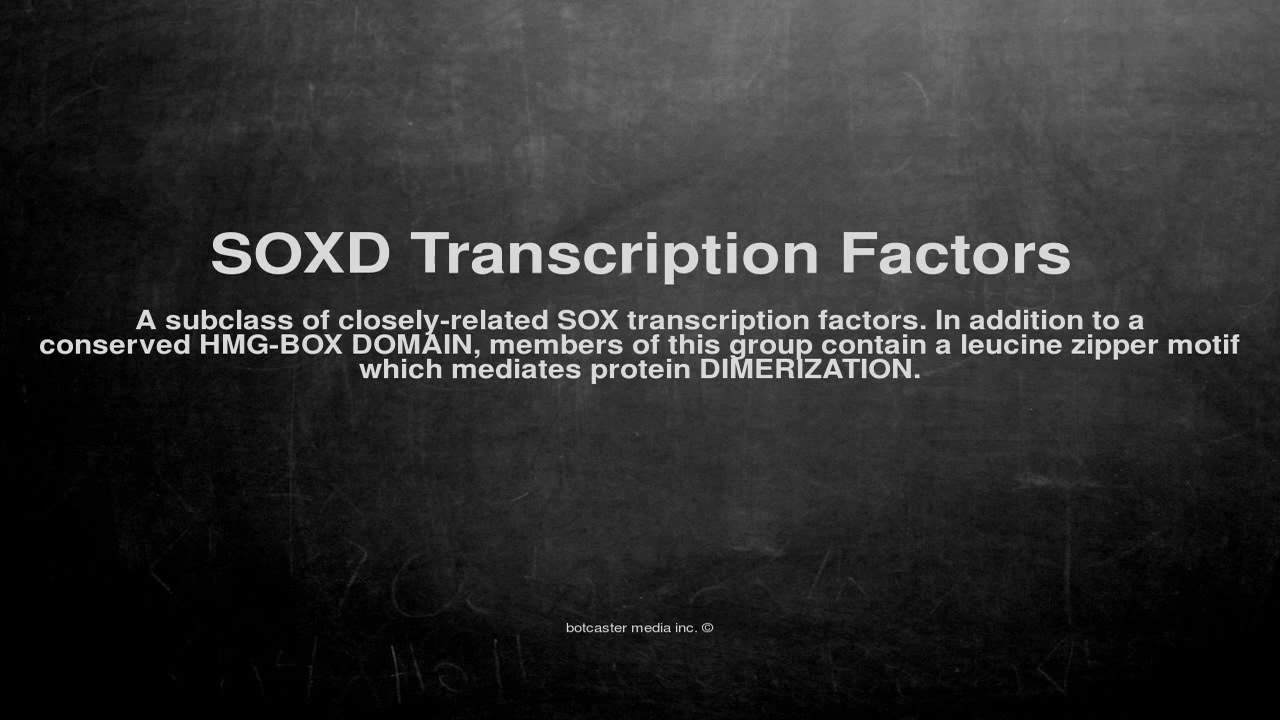 SOXD Transcription Factors
A subclass of closely-related SOX transcription factors. In addition to a
conserved HMG-BOX DOMAIN, members of this group contain a leucine zipper motif
which mediates protein DIMERIZATION.
botcaster media inc. ©